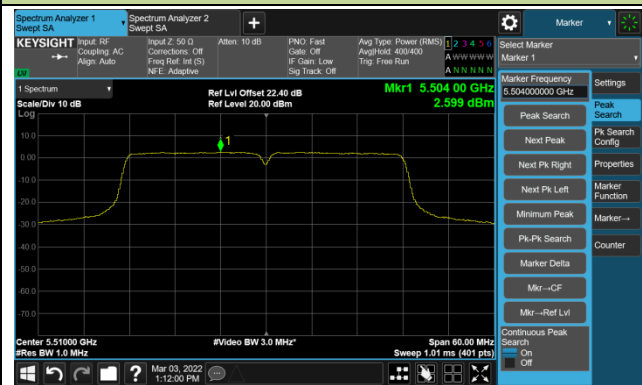 Spectrum Analyzer 1
Swept SA
Spectrum Analyzer 2
Swept SA
+
Marker
KEYSIGHT
Input: RF
Coupling: AC
Align: Auto
Input Z: 50 Ω
Corrections: Off
Freq Ref: Int (S)
NFE: Adaptive
Atten: 10 dB
PNO: Fast
Gate: Off
IF Gain: Low
Sig Track: Off
Avg Type: Power (RMS)
Avg|Hold: 400/400
Trig: Free Run
1 2 3 4 5 6
A W W W W W
A N N N N N
LXI
Select Marker
Marker 1
1 Spectrum
Scale/Div 10 dB
Log
Ref Lvl Offset 22.40 dB
Ref Level 20.00 dBm
Mkr1 5.504 00 GHz
2.599 dBm
10.0
0.00
-10.0
-20.0
-30.0
-40.0
-50.0
-60.0
-70.0
1
Center 5.51000 GHz
#Res BW 1.0 MHz
#Video BW 3.0 MHz*
Span 60.00 MHz
Sweep 1.01 ms (401 pts)
Marker Frequency
5.504000000 GHz
Peak Search
Next Peak
Next Pk Right
Next Pk Left
Minimum Peak
Pk-Pk Search
Marker Delta
Mkr→CF
Mkr→Ref Lvl
Continuous Peak
Search
On
Off
Settings
Peak
Search
Pk Search
Config
Properties
Marker
Function
Marker→
Counter
?
Mar 03, 2022
1:12:00 PM